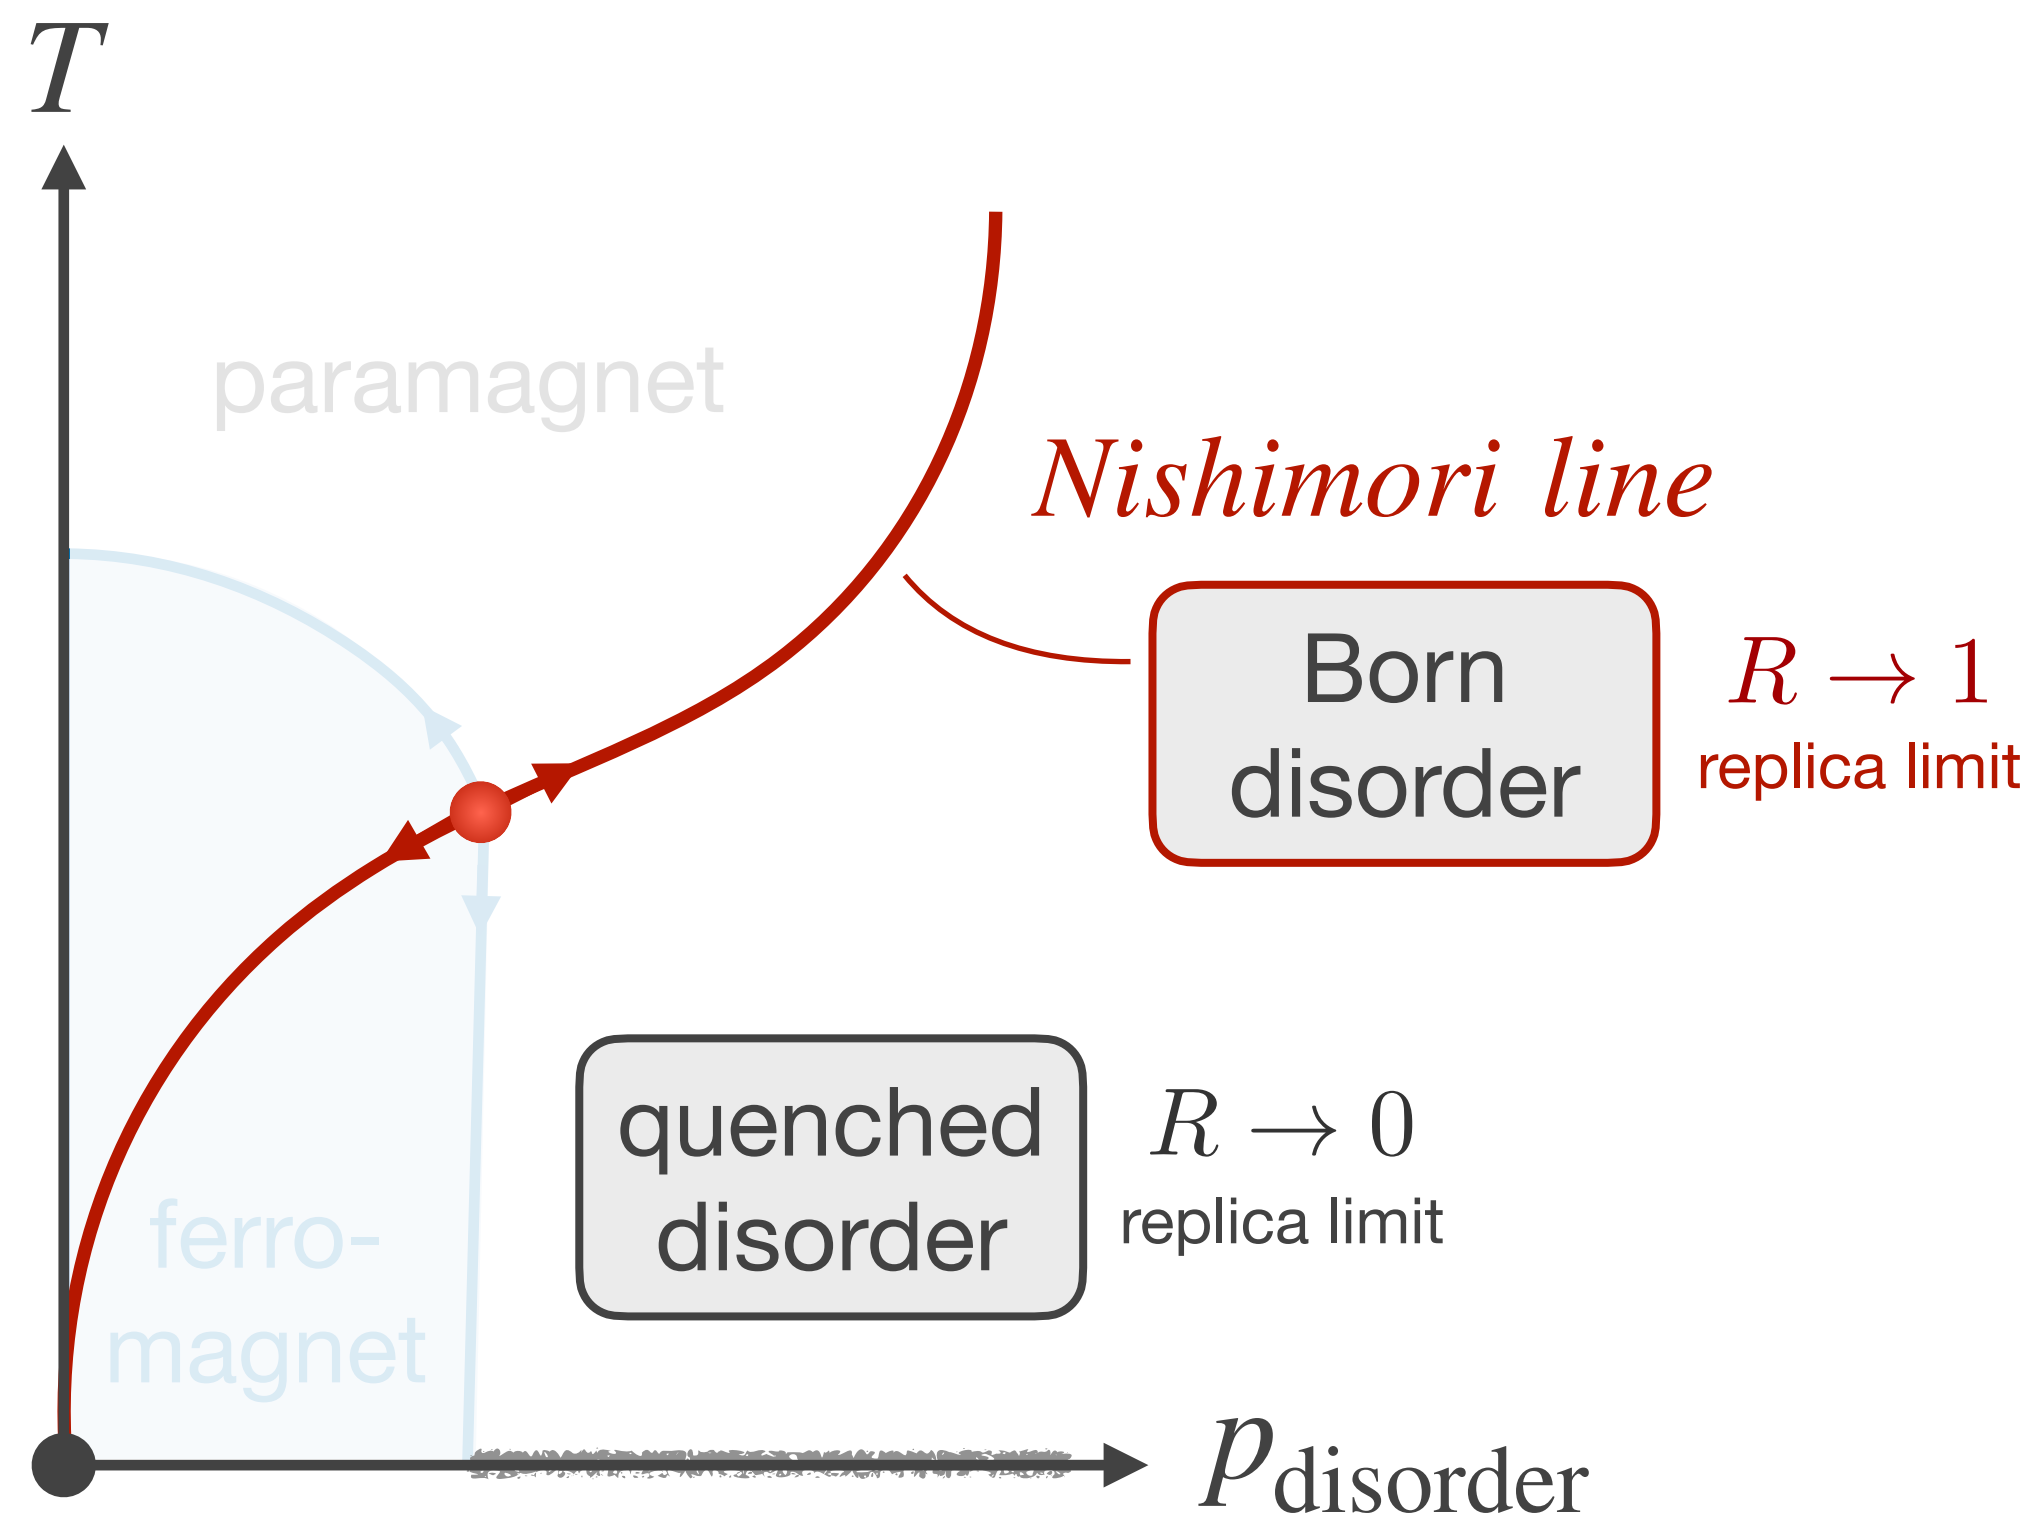 T
paramagnet
Nishimori line
Born
disorder
R → 1
replica limit
quenched
disorder
R → 0
replica limit
ferro-
magnet
p_disorder